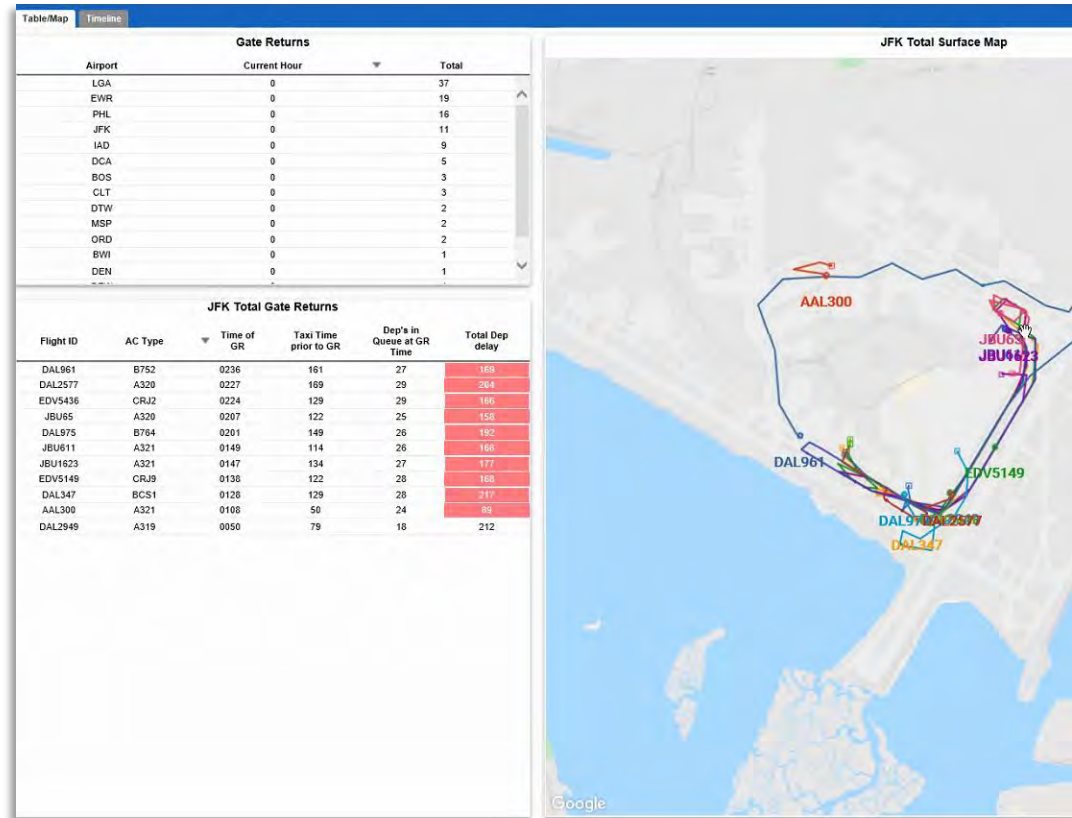 Table/Map Timeline
Gate Returns
Airport Current Hour Total
LGA 0 37
EWR 0 19
PHL 0 16
JFK 0 11
IAD 0 9
DCA 0 5
BOS 0 3
CLT 0 3
DTW 0 2
MSP 0 2
ORD 0 2
BWI 0 1
DEN 0 1
JFK Total Gate Returns
Flight ID AC Type Time of GR Taxi Time prior to GR Dep's in Queue at GR Time Total Dep delay
DAL961 B752 0236 161 27 169
DAL2577 A320 0227 169 29 204
EDV5436 CRJ2 0224 129 29 166
JBU65 A320 0207 122 25 158
DAL975 B764 0201 149 26 192
JBU611 A321 0149 114 26 168
JBU1623 A321 0147 134 27 177
EDV5149 CRJ9 0138 122 28 168
DAL347 BCS1 0128 129 28 217
AAL300 A321 0108 50 24 89
DAL2949 A319 0050 79 18 212
JFK Total Surface Map
AAL300
JBU65
JBU1623
DAL961
EDV5149
DAL2577
DAL347
Google